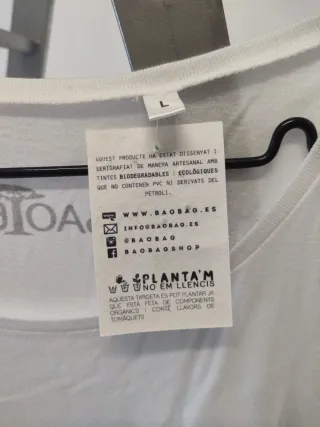 L
AQUEST PRODUCTE HA ESTAT DISSENYAT I
SERIGRAFIAT DE MANERA ARTESANAL AMB
TINTES BIODEGRADABLES I ECOLÒGIQUES
QUE NO CONTENEN PVC NI DERIVATS DEL
PETROLI.
WWW.BAOBAG.ES
INFO@BAOBAG.ES
@BAOBAG
BAOBAGSHOP
PLANTA'M
NO EM LLENCIS
AQUESTA TARGETA ES POT PLANTAR JA
QUE ESTÀ FETA DE COMPONENTS
ORGÀNICS I CONTÉ LLAVORS DE
TOMÀQUETS